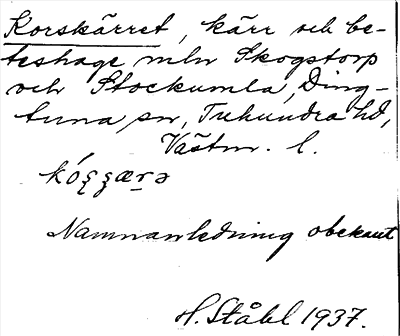 Korskärret, kärr och be-
teshage mln Skogstorp
och Stockumla, Ding-
tuna sn, Tuhundra hd,
Västm. l.
Namnanledning obekant
H. Ståhl 1937.